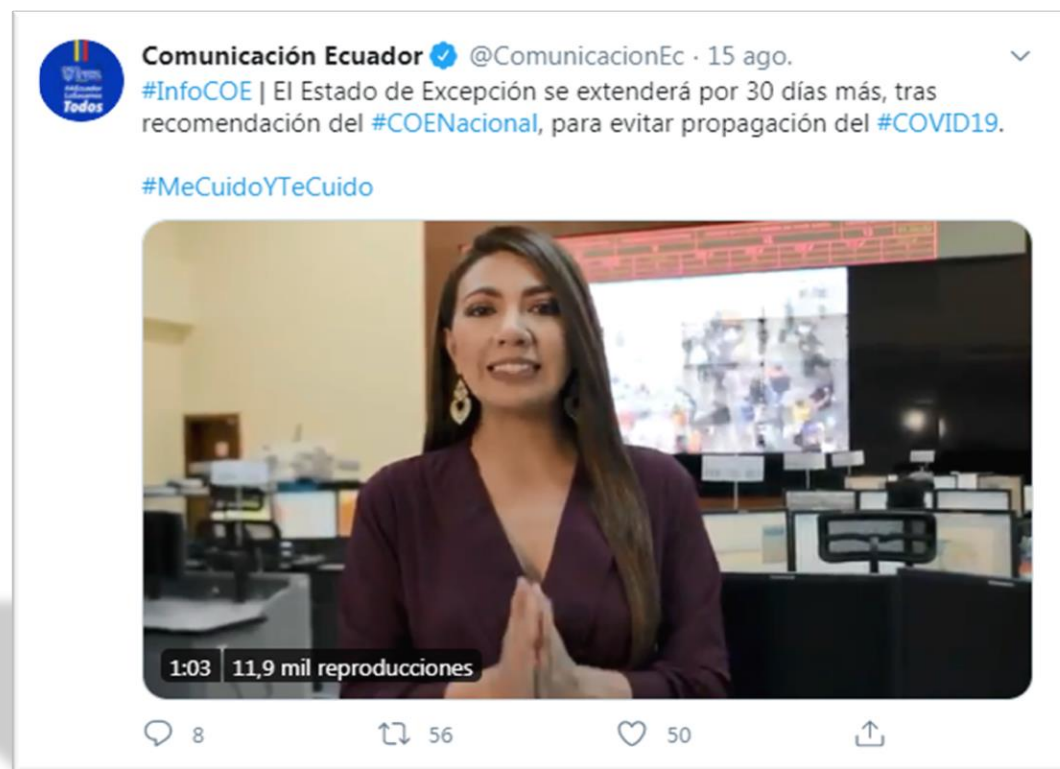 Comunicación Ecuador @ComunicacionEc · 15 ago.
#InfoCOE | El Estado de Excepción se extenderá por 30 días más, tras
recomendación del #COENacional, para evitar propagación del #COVID19.
#MeCuidoYTeCuido
Todos
1:03 11,9 mil reproducciones
8 56 50